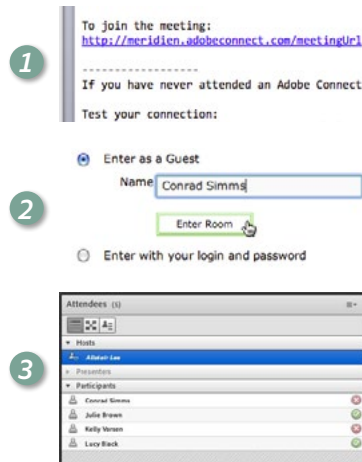 To join the meeting:
http://meridien.adobeconnect.com/meetingUrl
-----------------
1
If you have never attended an Adobe Connect
Test your connection:
Enter as a Guest
Name Conrad Simms
2
Enter Room
Enter with your login and password
Attendees (5)
Hosts
Alistair Lee
3
Presenters
Participants
Conrad Simms
Julie Brown
Kelly Verson
Lucy Black